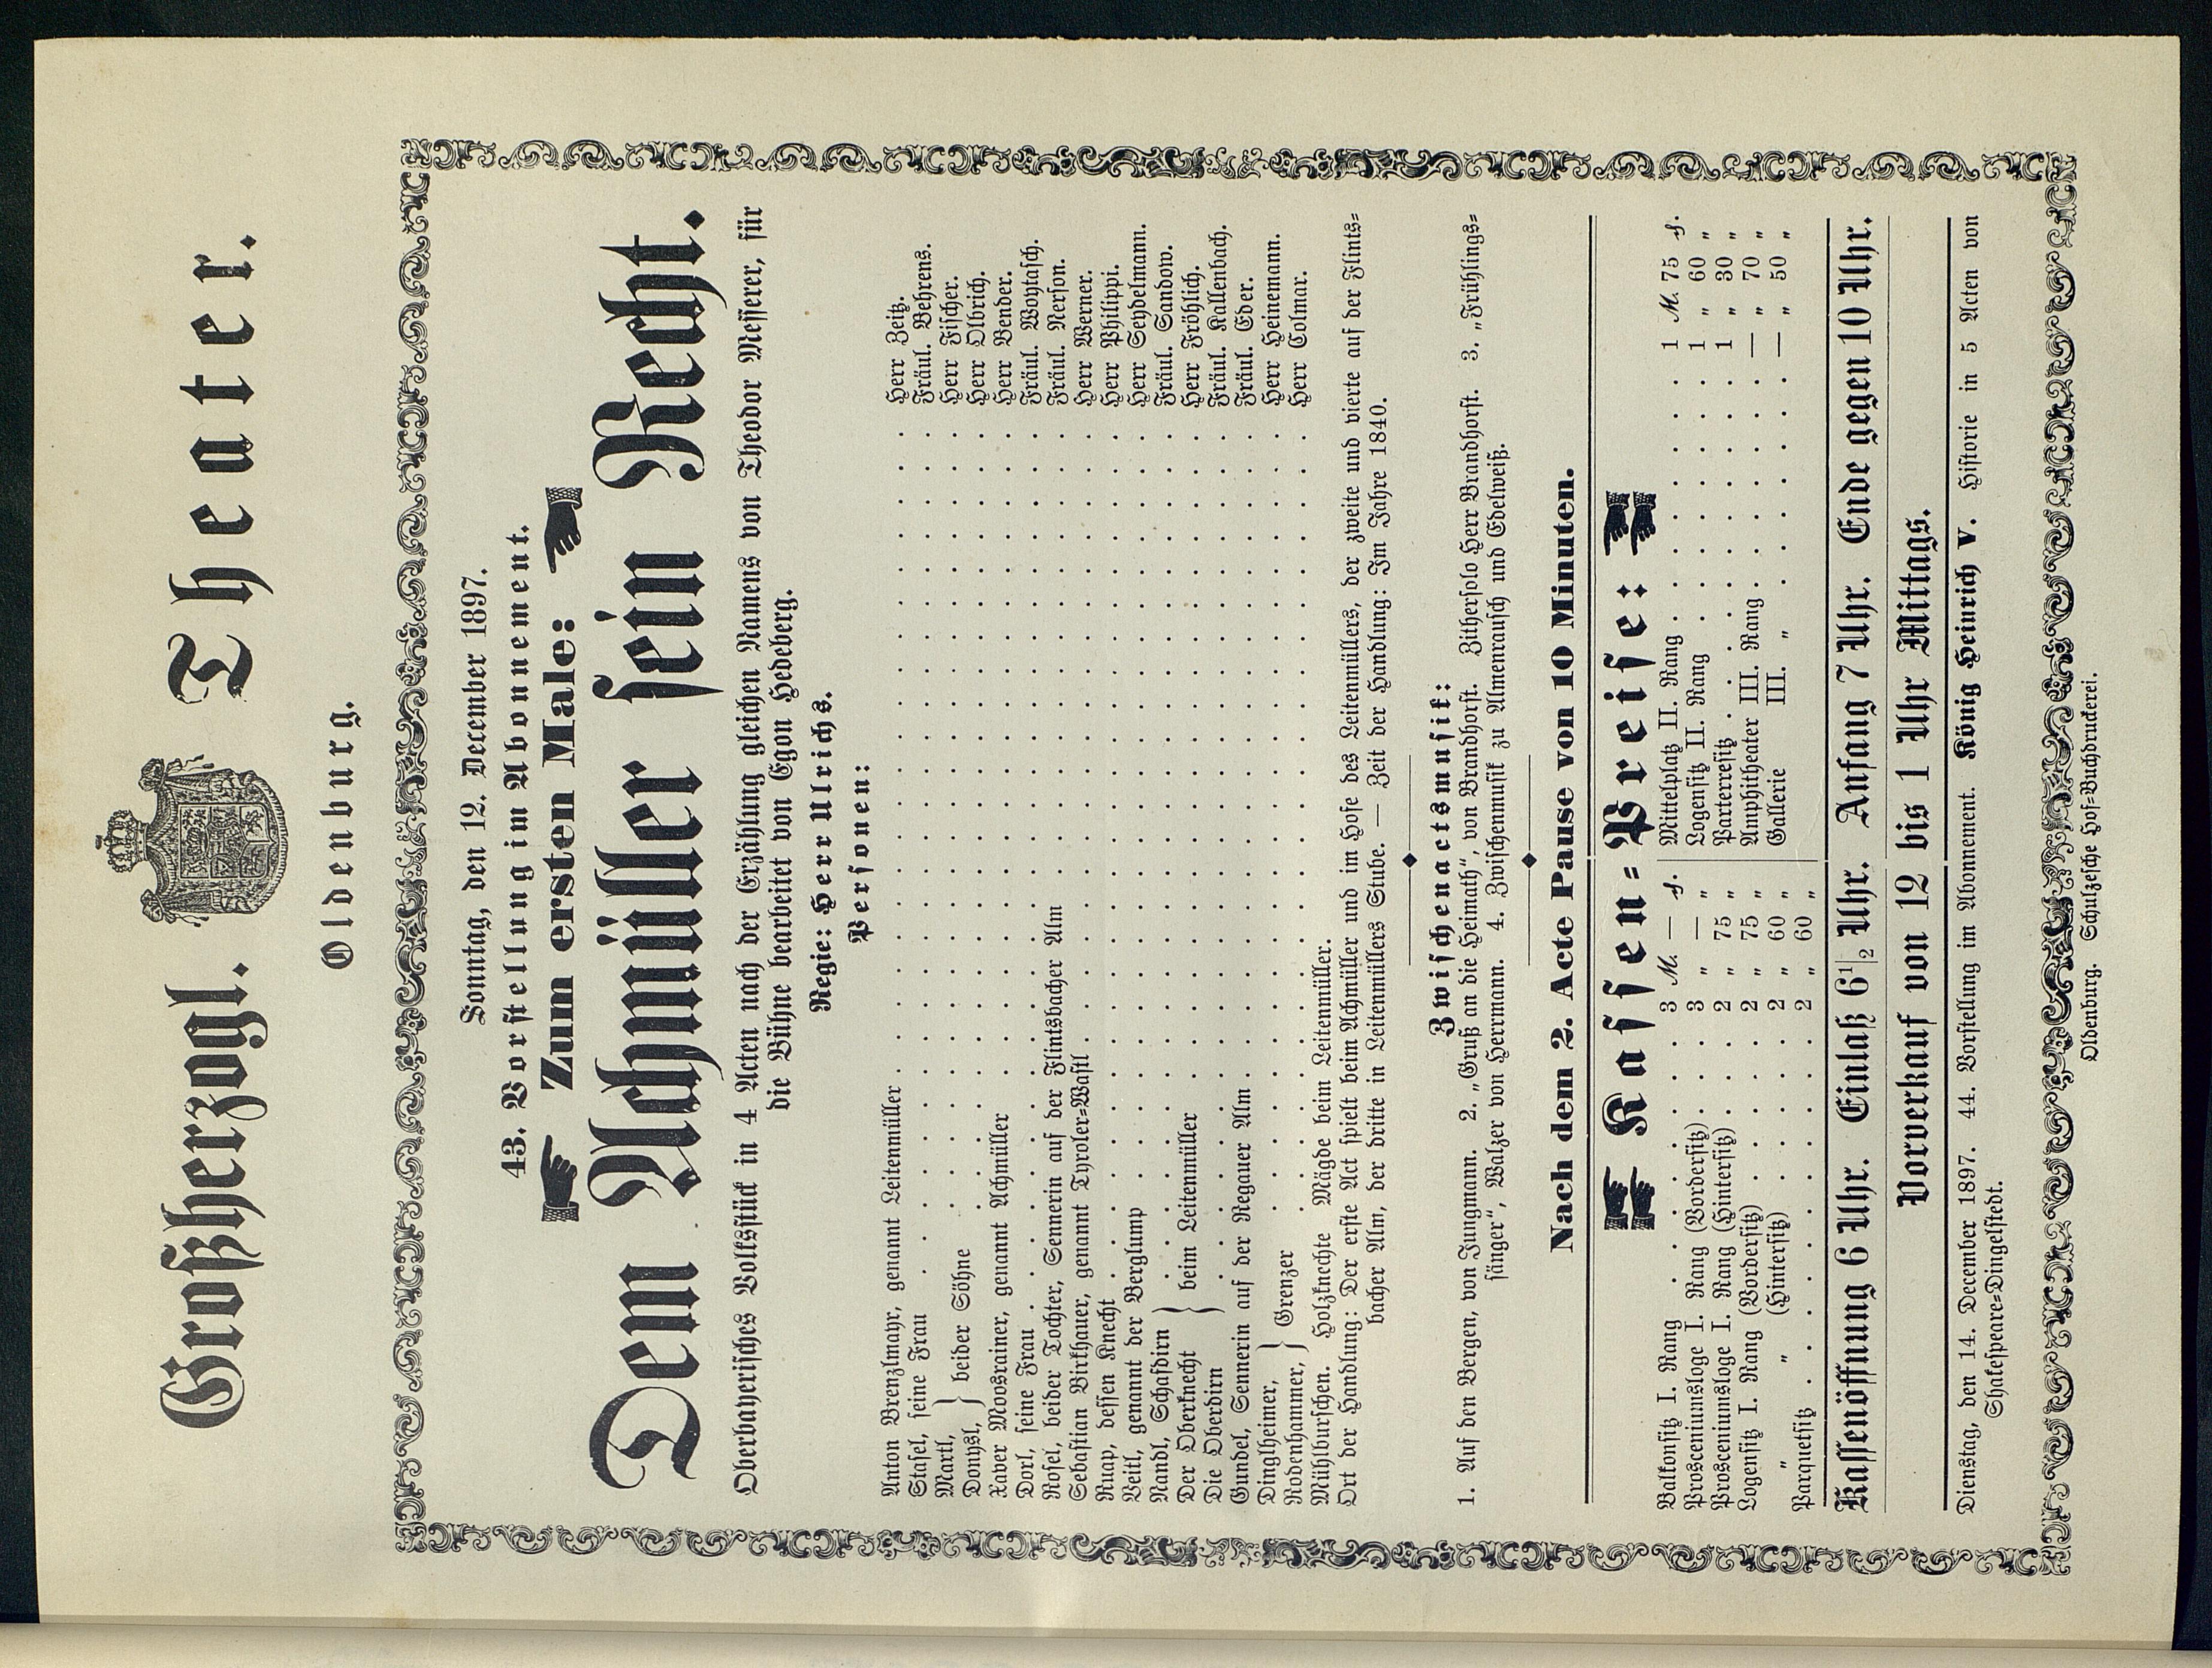 Großherzogl. Theater.
Oldenburg.
Sonntag, den 12. December 1897.
43. Vorstellung im Abonnement.
Zum ersten Male:
Dem Achmüller sein Recht.
Oberbayerisches Volksstück in 4 Acten nach der Erzählung gleichen Namens von Theodor Messerer, für
die Bühne bearbeitet von Egon Hedeberg.
Regie: Herr Ulrichs.
Personen:
Anton Brenzlmayr, genannt Leitenmüller . . . . . . . . . . Herr Zeitz.
Stasel, seine Frau . . . . . . . . . . Fräul. Behrens.
Martl, } beider Söhne . . . . . . . . . . Herr Fischer.
Donysl, } . . . . . . . . . . Herr Olbrich.
Xaver Moosrainer, genannt Achmüller . . . . . . . . . . Herr Bender.
Dorl, seine Frau . . . . . . . . . . Fräul. Woytasch.
Rosel, beider Tochter, Sennerin auf der Flintsbacher Alm . . . . . . . . . . Fräul. Nerson.
Sebastian Birkhauer, genannt Tyroler-Wastl . . . . . . . . . . Herr Werner.
Ruap, dessen Knecht . . . . . . . . . . Herr Philippi.
Veitl, genannt der Berglump . . . . . . . . . . Herr Seydelmann.
Nandl, Schafdirn } . . . . . . . . . . Fräul. Sandow.
Der Oberknecht } beim Leitenmüller . . . . . . . . . . Herr Fröhlich.
Die Oberdirn } . . . . . . . . . . Fräul. Kallenbach.
Gundel, Sennerin auf der Regauer Alm . . . . . . . . . . Fräul. Eder.
Dinglheimer, } Grenzer . . . . . . . . . . Herr Heinemann.
Rodenhammer, } . . . . . . . . . . Herr Colmar.
Mühlburschen. Holzknechte Mägde beim Leitenmüller.
Ort der Handlung: Der erste Act spielt beim Achmüller und im Hofe des Leitenmüllers, der zweite und vierte auf der Flints-
bacher Alm, der dritte in Leitenmüllers Stube. — Zeit der Handlung: Im Jahre 1840.
Zwischenactsmusik:
1. Auf den Bergen, von Jungmann. 2. „Gruß an die Heimath“, von Brandhorst. Zithersolo Herr Brandhorst. 3. „Frühlings-
sänger“, Walzer von Herrmann. 4. Zwischenmusik zu Almenrausch und Edelweiß.
Nach dem 2. Acte Pause von 10 Minuten.
Kassen-Preise:
Balkonsitz I. Rang . . . . . 3 M. — ₰.
Prosceniumsloge I. Rang (Vordersitz) . . . 3 „ — „
Prosceniumsloge I. Rang (Hintersitz) . . . 2 „ 75 „
Logensitz I. Rang (Vordersitz) . . . 2 „ 75 „
„ „ (Hintersitz) . . . 2 „ 60 „
Parquetsitz . . . . . 2 „ 60 „
Mittelplatz II. Rang . . . . . 1 M. 75 ₰.
Logensitz II. Rang . . . . . 1 „ 60 „
Parterresitz . . . . . 1 „ 30 „
Amphitheater III. Rang . . . . . — „ 70 „
Gallerie III. „ . . . . . — „ 50 „
Kassenöffnung 6 Uhr. Einlaß 6 1/2 Uhr. Anfang 7 Uhr. Ende gegen 10 Uhr.
Vorverkauf von 12 bis 1 Uhr Mittags.
Dienstag, den 14. December 1897. 44. Vorstellung im Abonnement. König Heinrich V. Historie in 5 Acten von
Shakespeare-Dingelstedt.
Oldenburg. Schulzesche Hof-Buchdruckerei.